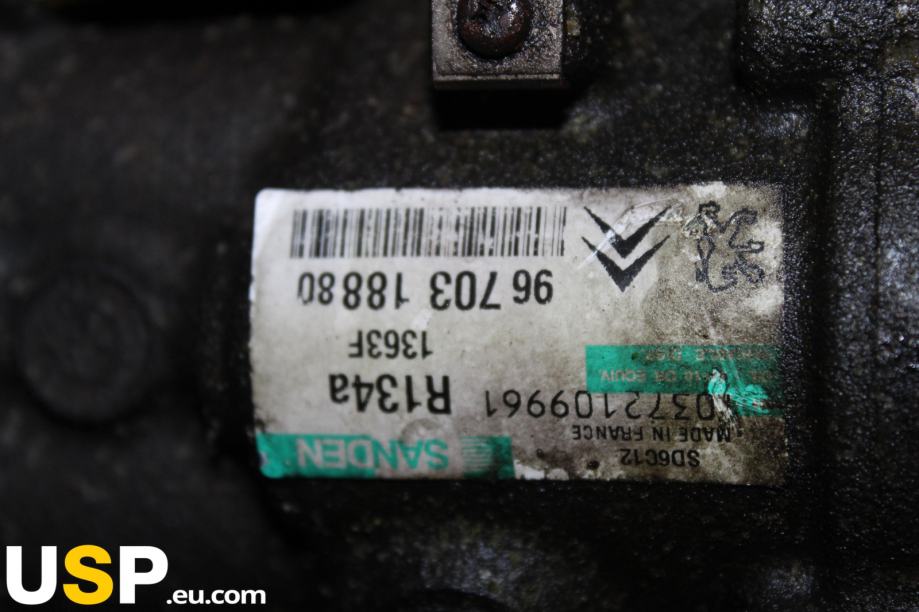 SD6C12
SANDEN
MADE IN FRANCE
0372109961
R134a
1363F
96 703 188 80
USP.eu.com